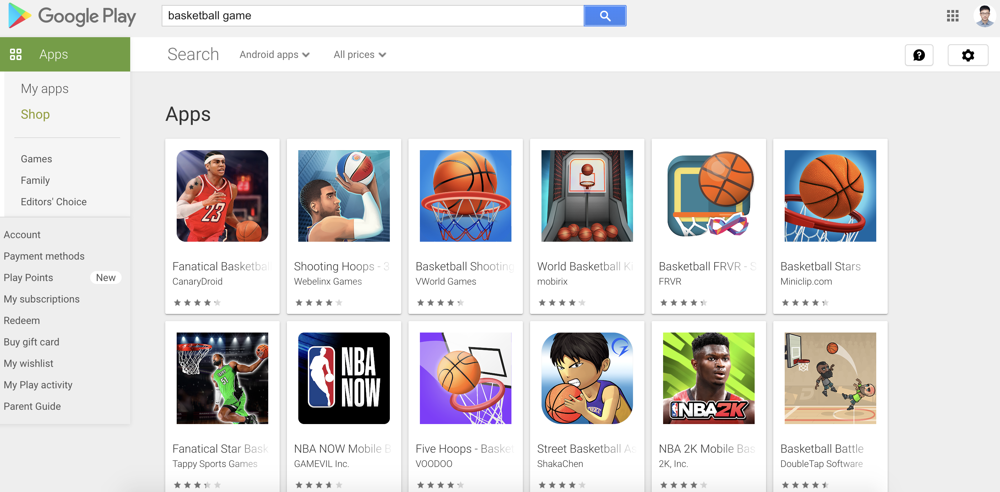 Google Play
basketball game
Apps
Search
Android apps
All prices
My apps
Shop
Games
Family
Editors' Choice
Account
Payment methods
Play Points
New
My subscriptions
Redeem
Buy gift card
My wishlist
My Play activity
Parent Guide
Apps
23
23
Fanatical Basketball
CanaryDroid
Shooting Hoops - 3
Webelinx Games
Basketball Shooting
VWorld Games
World Basketball Ki
mobirix
Basketball FRVR - S
FRVR
Basketball Stars
Miniclip.com
TAPPY
51
Fanatical Star Bask
Tappy Sports Games
NBA
NOW
NBA NOW Mobile B
GAMEVIL Inc.
Five Hoops - Basket
VOODOO
STREET
Street Basketball As
ShakaChen
NBA2K
NBA 2K Mobile Bas
2K, Inc.
Basketball Battle
DoubleTap Software